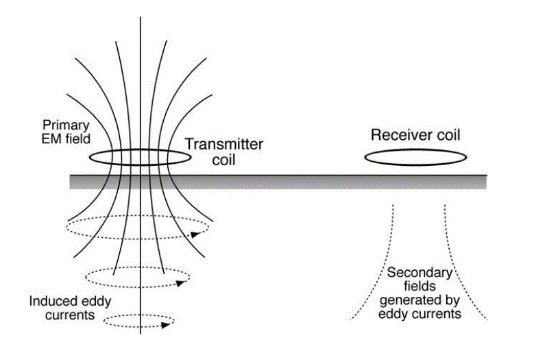 Primary
EM field
Transmitter
coil
Receiver coil
Induced eddy
currents
Secondary
fields
generated by
eddy currents